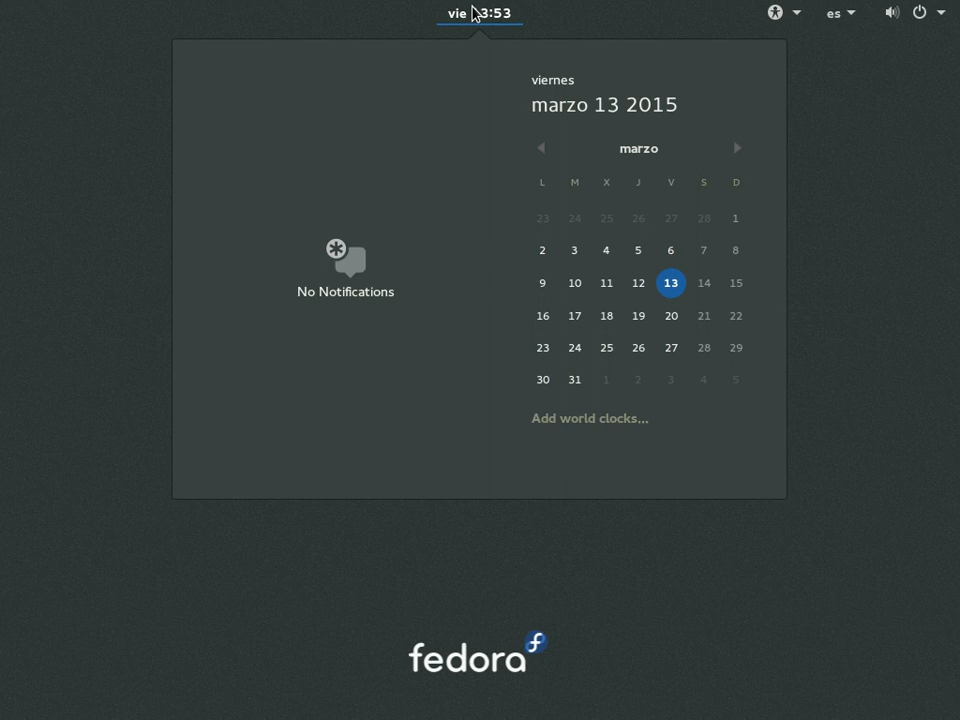 vie 3:53
es
viernes
marzo 13 2015
marzo
L M X J V S D
23 24 25 26 27 28 1
2 3 4 5 6 7 8
9 10 11 12 13 14 15
16 17 18 19 20 21 22
23 24 25 26 27 28 29
30 31 1 2 3 4 5
Add world clocks...
No Notifications
fedora